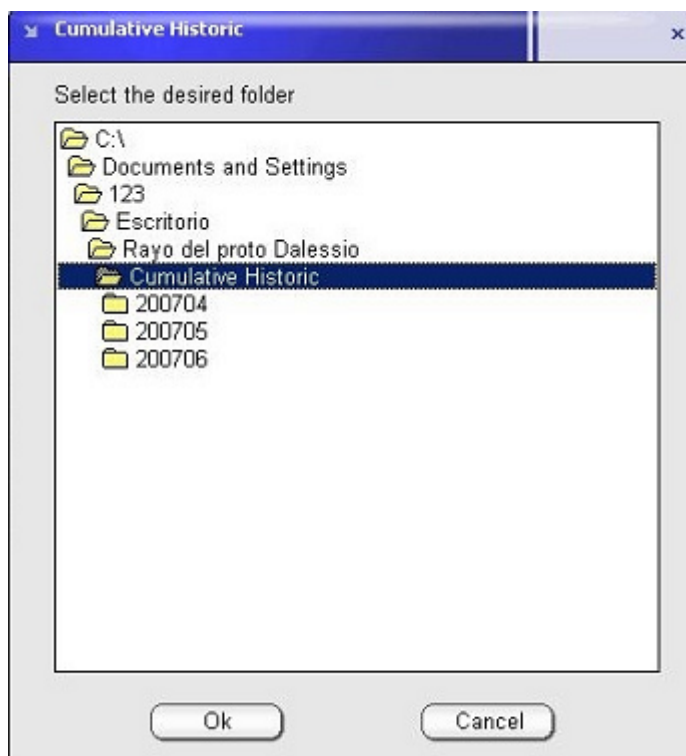 Cumulative Historic
Select the desired folder
C:\
Documents and Settings
123
Escritorio
Rayo del proto Dalessio
Cumulative Historic
200704
200705
200706
Ok
Cancel